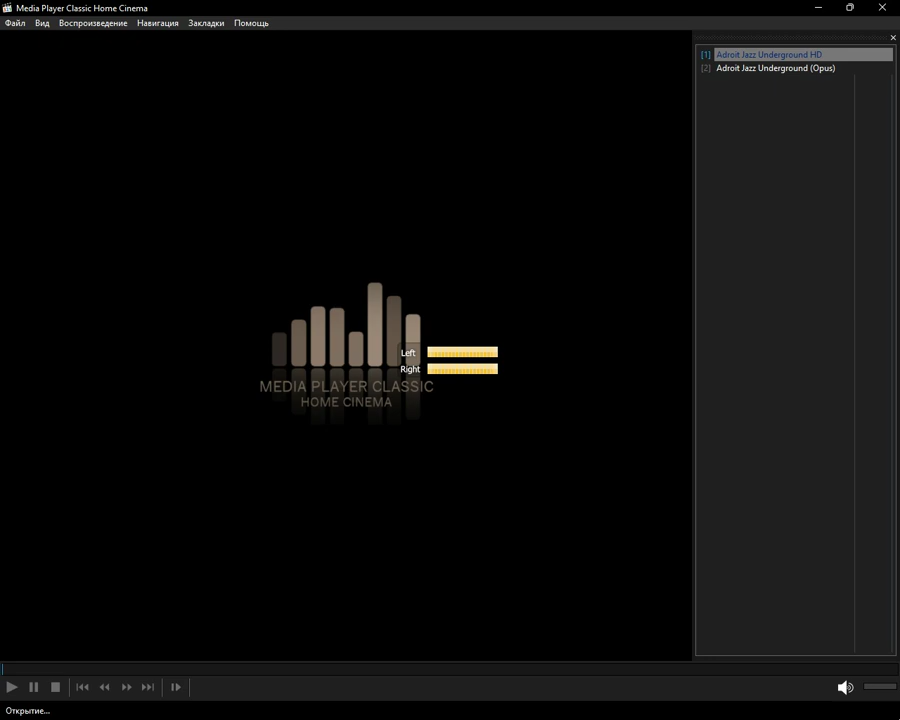 Media Player Classic Home Cinema
Файл Вид Воспроизведение Навигация Закладки Помощь
[1] Adroit Jazz Underground HD
[2] Adroit Jazz Underground (Opus)
Left
Right
MEDIA PLAYER CLASSIC
HOME CINEMA
Открытие...